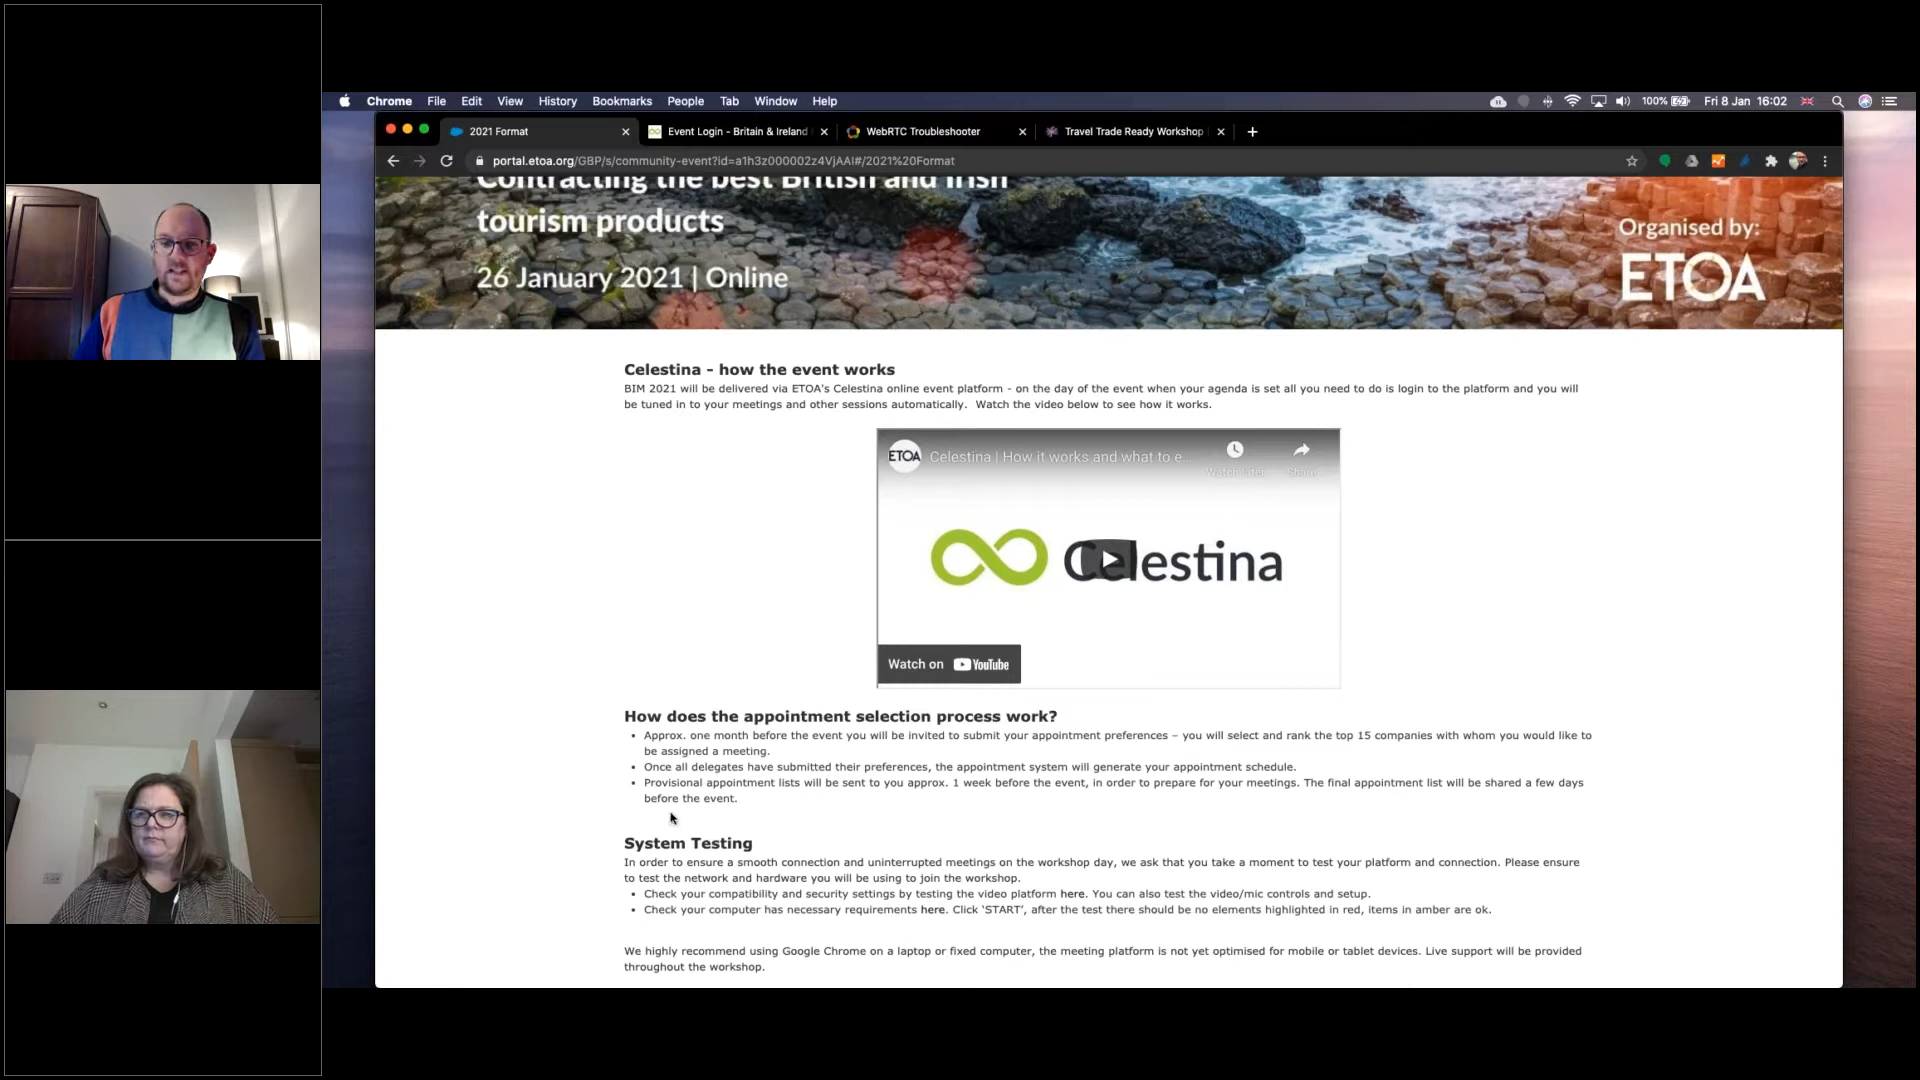 Chrome File Edit View History Bookmarks People Tab Window Help 100% Fri 8 Jan 16:02
2021 Format Event Login - Britain & Ireland WebRTC Troubleshooter Travel Trade Ready Workshop
portal.etoa.org/GBP/s/community-event?id=a1h3z000002z4VjAAI#/2021%20Format
Contracting the best British and Irish
tourism products
26 January 2021 | Online
Organised by:
ETOA
Celestina - how the event works
BIM 2021 will be delivered via ETOA's Celestina online event platform - on the day of the event when your agenda is set all you need to do is login to the platform and you will
be tuned in to your meetings and other sessions automatically. Watch the video below to see how it works.
ETOA Celestina | How it works and what to e...
Watch later Share
Celestina
Watch on YouTube
How does the appointment selection process work?
• Approx. one month before the event you will be invited to submit your appointment preferences – you will select and rank the top 15 companies with whom you would like to
be assigned a meeting.
• Once all delegates have submitted their preferences, the appointment system will generate your appointment schedule.
• Provisional appointment lists will be sent to you approx. 1 week before the event, in order to prepare for your meetings. The final appointment list will be shared a few days
before the event.
System Testing
In order to ensure a smooth connection and uninterrupted meetings on the workshop day, we ask that you take a moment to test your platform and connection. Please ensure
to test the network and hardware you will be using to join the workshop.
• Check your compatibility and security settings by testing the video platform here. You can also test the video/mic controls and setup.
• Check your computer has necessary requirements here. Click ‘START’, after the test there should be no elements highlighted in red, items in amber are ok.
We highly recommend using Google Chrome on a laptop or fixed computer, the meeting platform is not yet optimised for mobile or tablet devices. Live support will be provided
throughout the workshop.